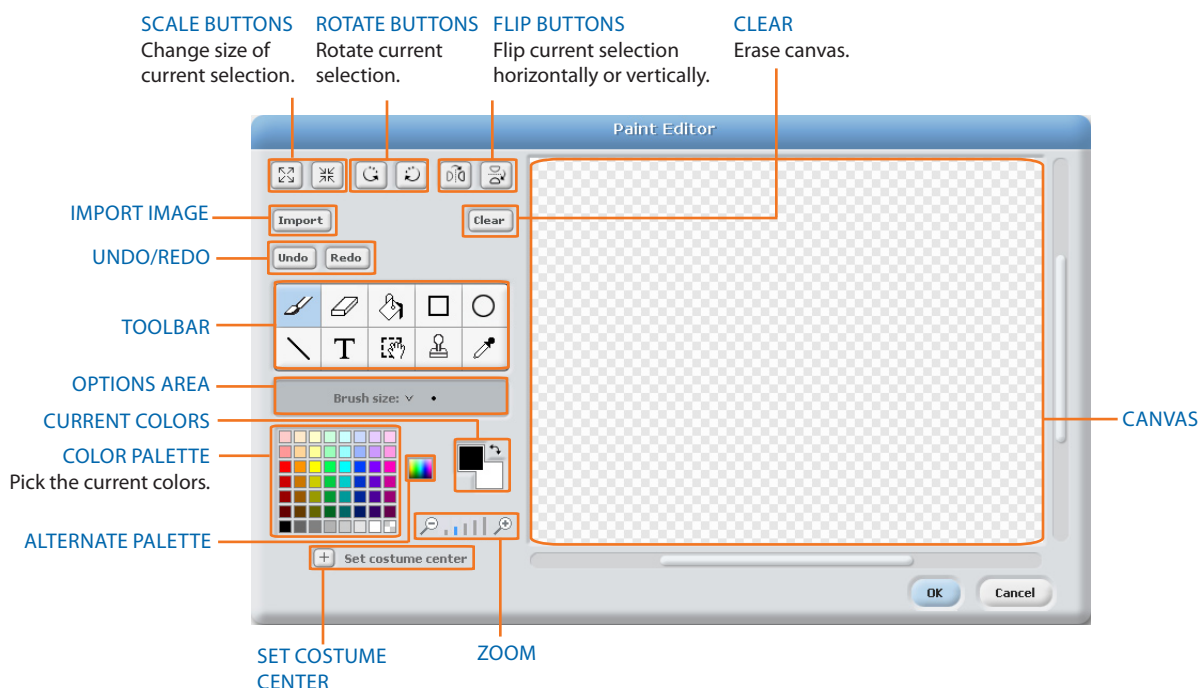 SCALE BUTTONS
Change size of
current selection.
ROTATE BUTTONS
Rotate current
selection.
FLIP BUTTONS
Flip current selection
horizontally or vertically.
CLEAR
Erase canvas.
Paint Editor
IMPORT IMAGE
Import
Clear
UNDO/REDO
Undo
Redo
TOOLBAR
T
OPTIONS AREA
Brush size:
CURRENT COLORS
CANVAS
COLOR PALETTE
Pick the current colors.
ALTERNATE PALETTE
Set costume center
OK
Cancel
SET COSTUME
CENTER
ZOOM